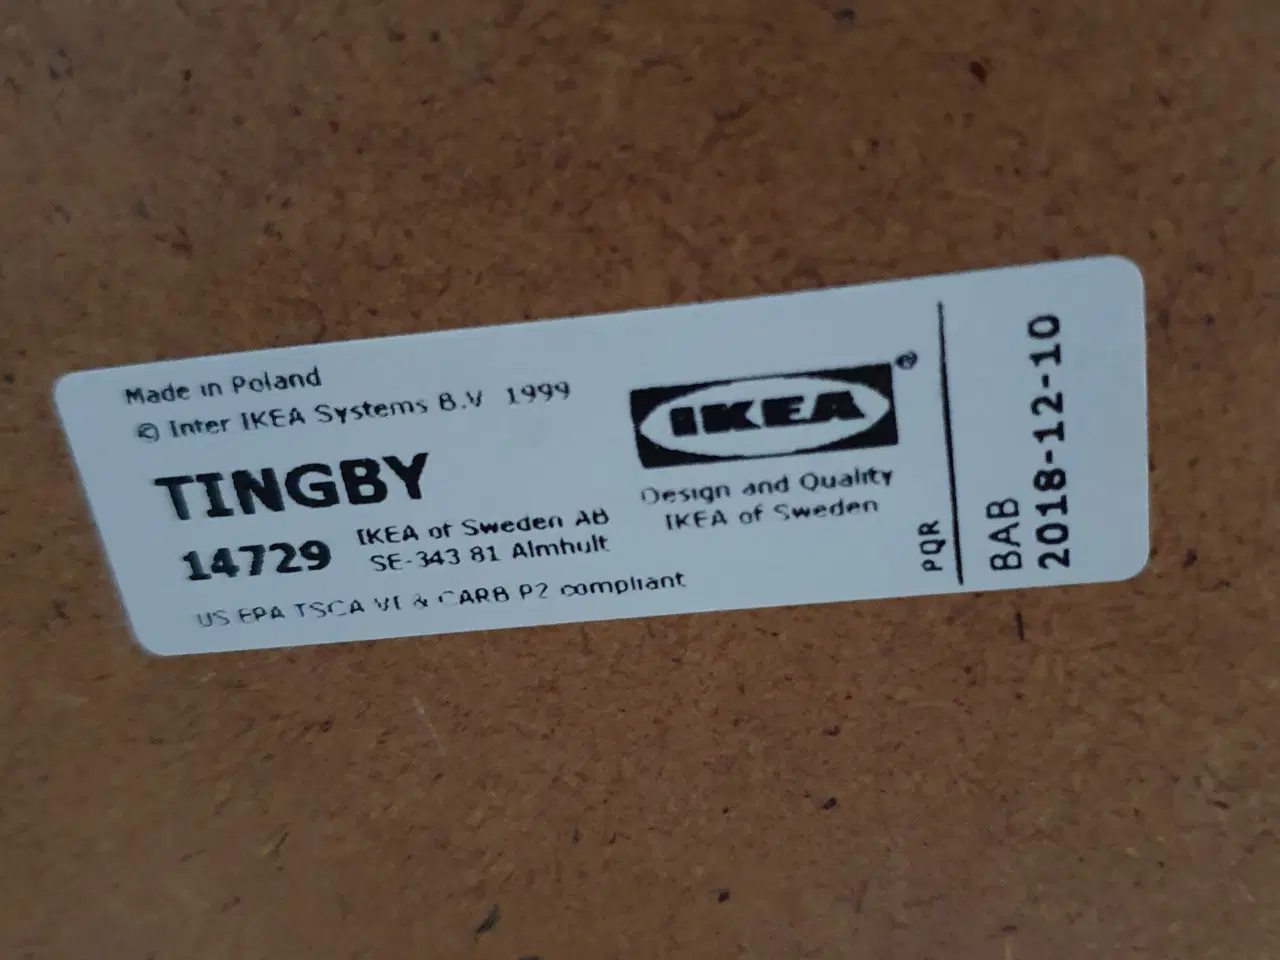 Made in Poland
© Inter IKEA Systems B.V 1999
TINGBY
14729
IKEA of Sweden AB
SE-343 81 Almhult
US EPA TSCA VI & CARB P2 compliant
IKEA®
Design and Quality
IKEA of Sweden
PQR
BAB
2018-12-10